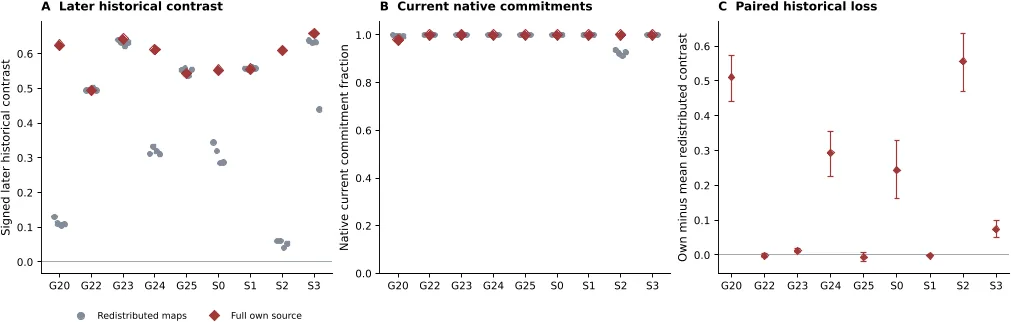 A Later historical contrast
Signed later historical contrast
0.6
0.5
0.4
0.3
0.2
0.1
0.0
G20 G22 G23 G24 G25 S0 S1 S2 S3
B Current native commitments
Native current commitment fraction
1.0
0.8
0.6
0.4
0.2
0.0
G20 G22 G23 G24 G25 S0 S1 S2 S3
C Paired historical loss
Own minus mean redistributed contrast
0.6
0.5
0.4
0.3
0.2
0.1
0.0
G20 G22 G23 G24 G25 S0 S1 S2 S3
Redistributed maps Full own source